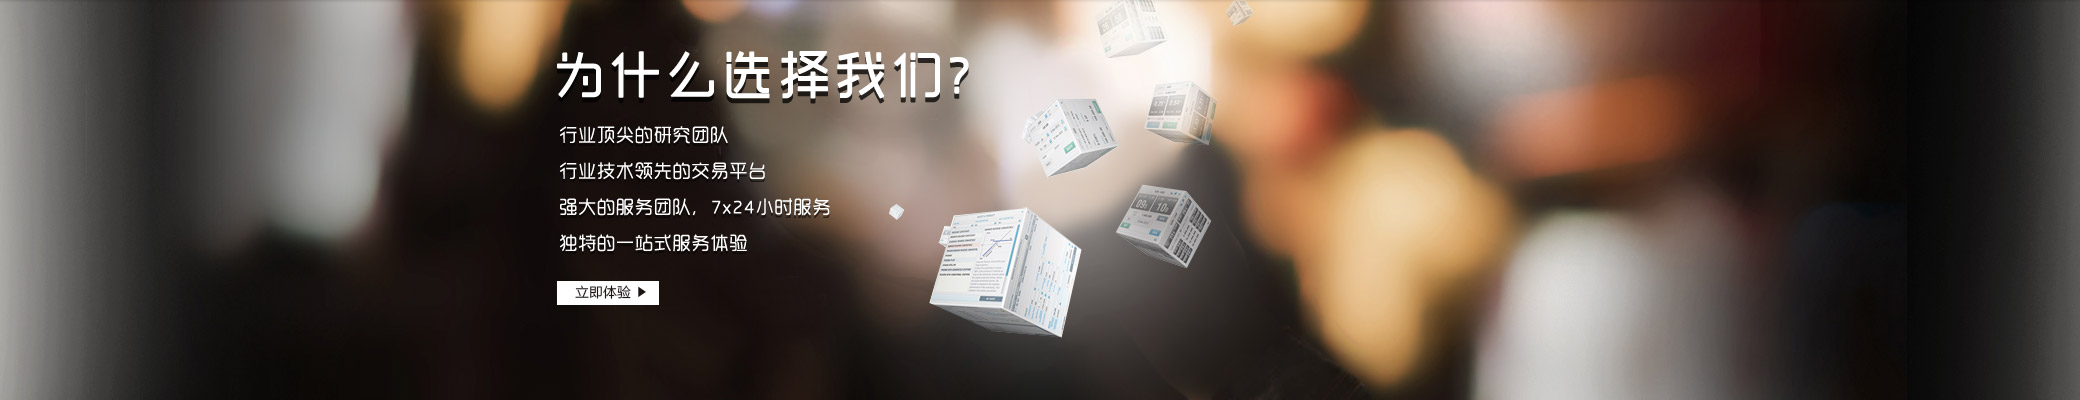 为什么选择我们?
行业顶尖的研究团队
行业技术领先的交易平台
强大的服务团队，7x24小时服务
独特的一站式服务体验
立即体验